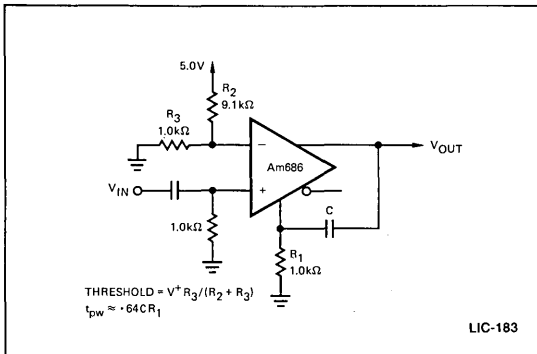 5.0V
R2
9.1kΩ
R3
1.0kΩ
−
Am686
VOUT
VIN
+
C
1.0kΩ
R1
1.0kΩ
THRESHOLD = V+ R3/(R2 + R3)
tpw ≈ ·64CR1
LIC-183